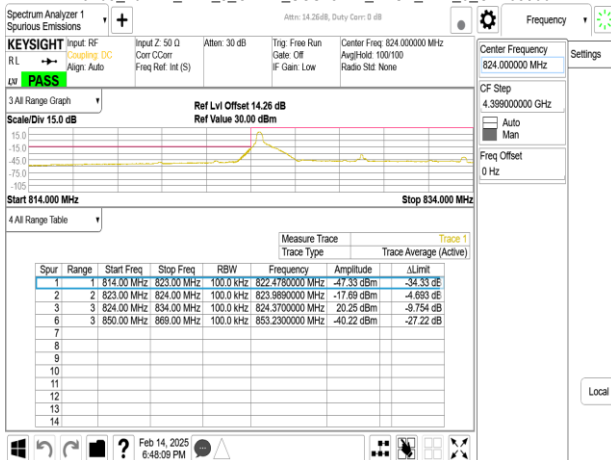 Spectrum Analyzer 1
Spurious Emissions
Attn: 14.26dB, Duty Corr: 0 dB
Frequency
KEYSIGHT
RL
LXI
PASS
Input: RF
Coupling: DC
Align: Auto
Input Z: 50 Ω
Corr CCorr
Freq Ref: Int (S)
Atten: 30 dB
Trig: Free Run
Gate: Off
IF Gain: Low
Center Freq: 824.000000 MHz
Avg|Hold: 100/100
Radio Std: None
Center Frequency
824.000000 MHz
Settings
CF Step
4.399000000 GHz
Auto
Man
Freq Offset
0 Hz
3 All Range Graph
Scale/Div 15.0 dB
Ref Lvl Offset 14.26 dB
Ref Value 30.00 dBm
15.0
-15.0
-45.0
-75.0
-105
Start 814.000 MHz
Stop 834.000 MHz
4 All Range Table
Measure Trace Trace 1
Trace Type Trace Average (Active)
Spur Range Start Freq Stop Freq RBW Frequency Amplitude ΔLimit
1 1 814.00 MHz 823.00 MHz 100.0 kHz 822.4780000 MHz -47.33 dBm -34.33 dB
2 2 823.00 MHz 824.00 MHz 100.0 kHz 823.9890000 MHz -17.69 dBm -4.693 dB
3 3 824.00 MHz 834.00 MHz 100.0 kHz 824.3700000 MHz 20.25 dBm -9.754 dB
6 3 850.00 MHz 869.00 MHz 100.0 kHz 853.2300000 MHz -40.22 dBm -27.22 dB
7
8
9
10
11
12
13
14
Local
?
Feb 14, 2025
6:48:09 PM